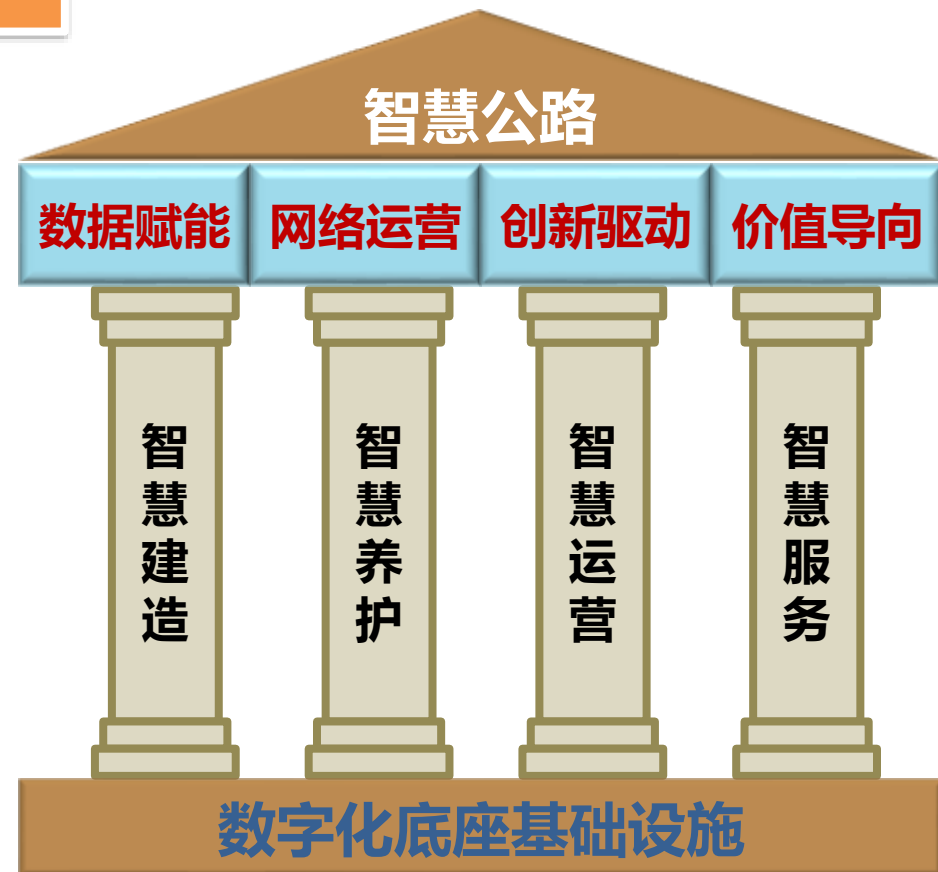 智慧公路
数据赋能 网络运营 创新驱动 价值导向
智慧建造
智慧养护
智慧运营
智慧服务
数字化底座基础设施